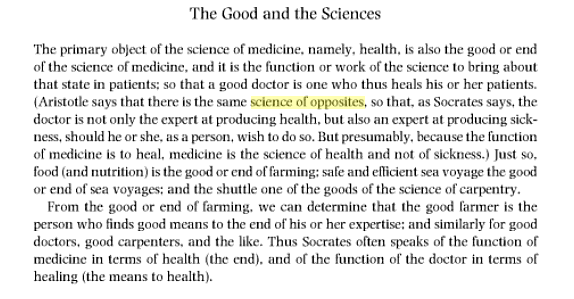 The Good and the Sciences
The primary object of the science of medicine, namely, health, is also the good or end
of the science of medicine, and it is the function or work of the science to bring about
that state in patients; so that a good doctor is one who thus heals his or her patients.
(Aristotle says that there is the same science of opposites, so that, as Socrates says, the
doctor is not only the expert at producing health, but also an expert at producing sick-
ness, should he or she, as a person, wish to do so. But presumably, because the function
of medicine is to heal, medicine is the science of health and not of sickness.) Just so,
food (and nutrition) is the good or end of farming; safe and efficient sea voyage the good
or end of sea voyages; and the shuttle one of the goods of the science of carpentry.
From the good or end of farming, we can determine that the good farmer is the
person who finds good means to the end of his or her expertise; and similarly for good
doctors, good carpenters, and the like. Thus Socrates often speaks of the function of
medicine in terms of health (the end), and of the function of the doctor in terms of
healing (the means to health).